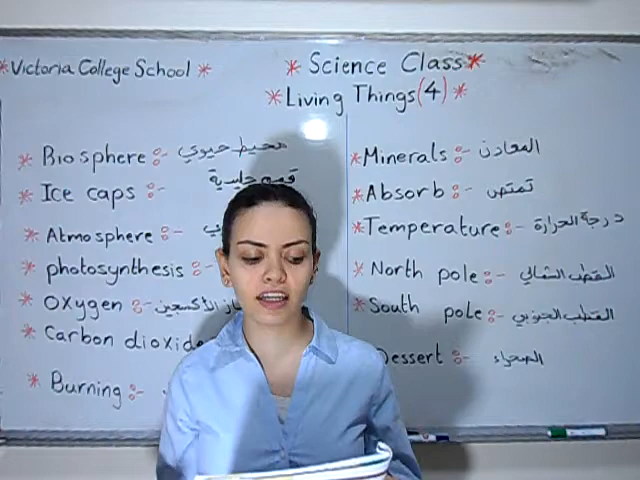 *Victoria College School *
* Science Class *
* Living Things (4) *
* Biosphere :- محيط حيوي
* Ice caps :- قمم جليدية
* Atmosphere :-
* photosynthesis :-
* Oxygen :- الأكسجين
* Carbon dioxide
* Burning :-
* Minerals :- المعادن
* Absorb :- تمتص
* Temperature :- درجة الحرارة
* North pole :- القطب الشمالي
* South pole :- القطب الجنوبي
Dessert :- الصحراء